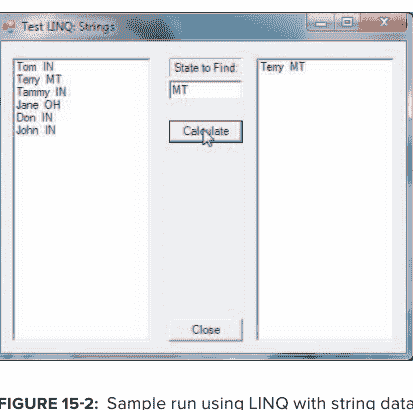 Test LINQ: Strings
Tom IN
Terry MT
Tammy IN
Jane OH
Don IN
John IN
State to Find:
MT
Calculate
Terry MT
Close
FIGURE 15-2: Sample run using LINQ with string data